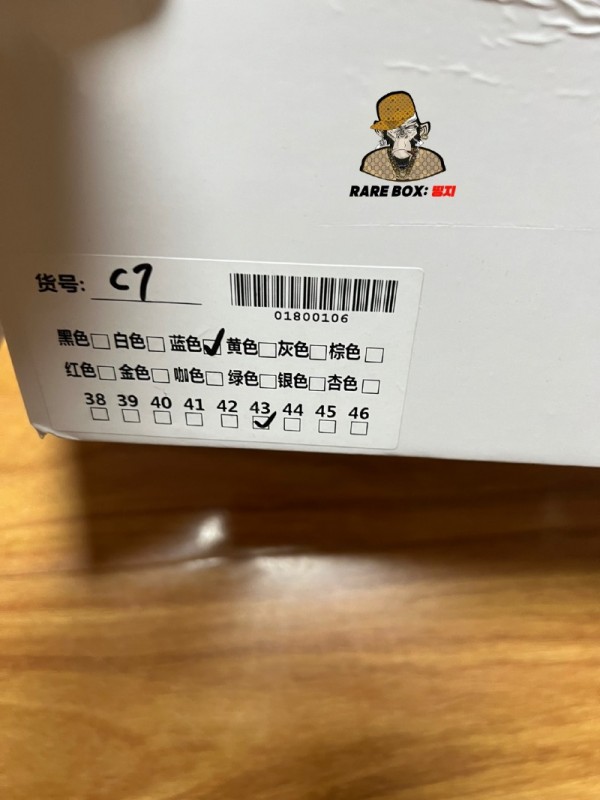 RARE BOX: 띵지
货号: C7
01800106
黑色 白色 蓝色 黄色 灰色 棕色
红色 金色 咖色 绿色 银色 杏色
38 39 40 41 42 43 44 45 46